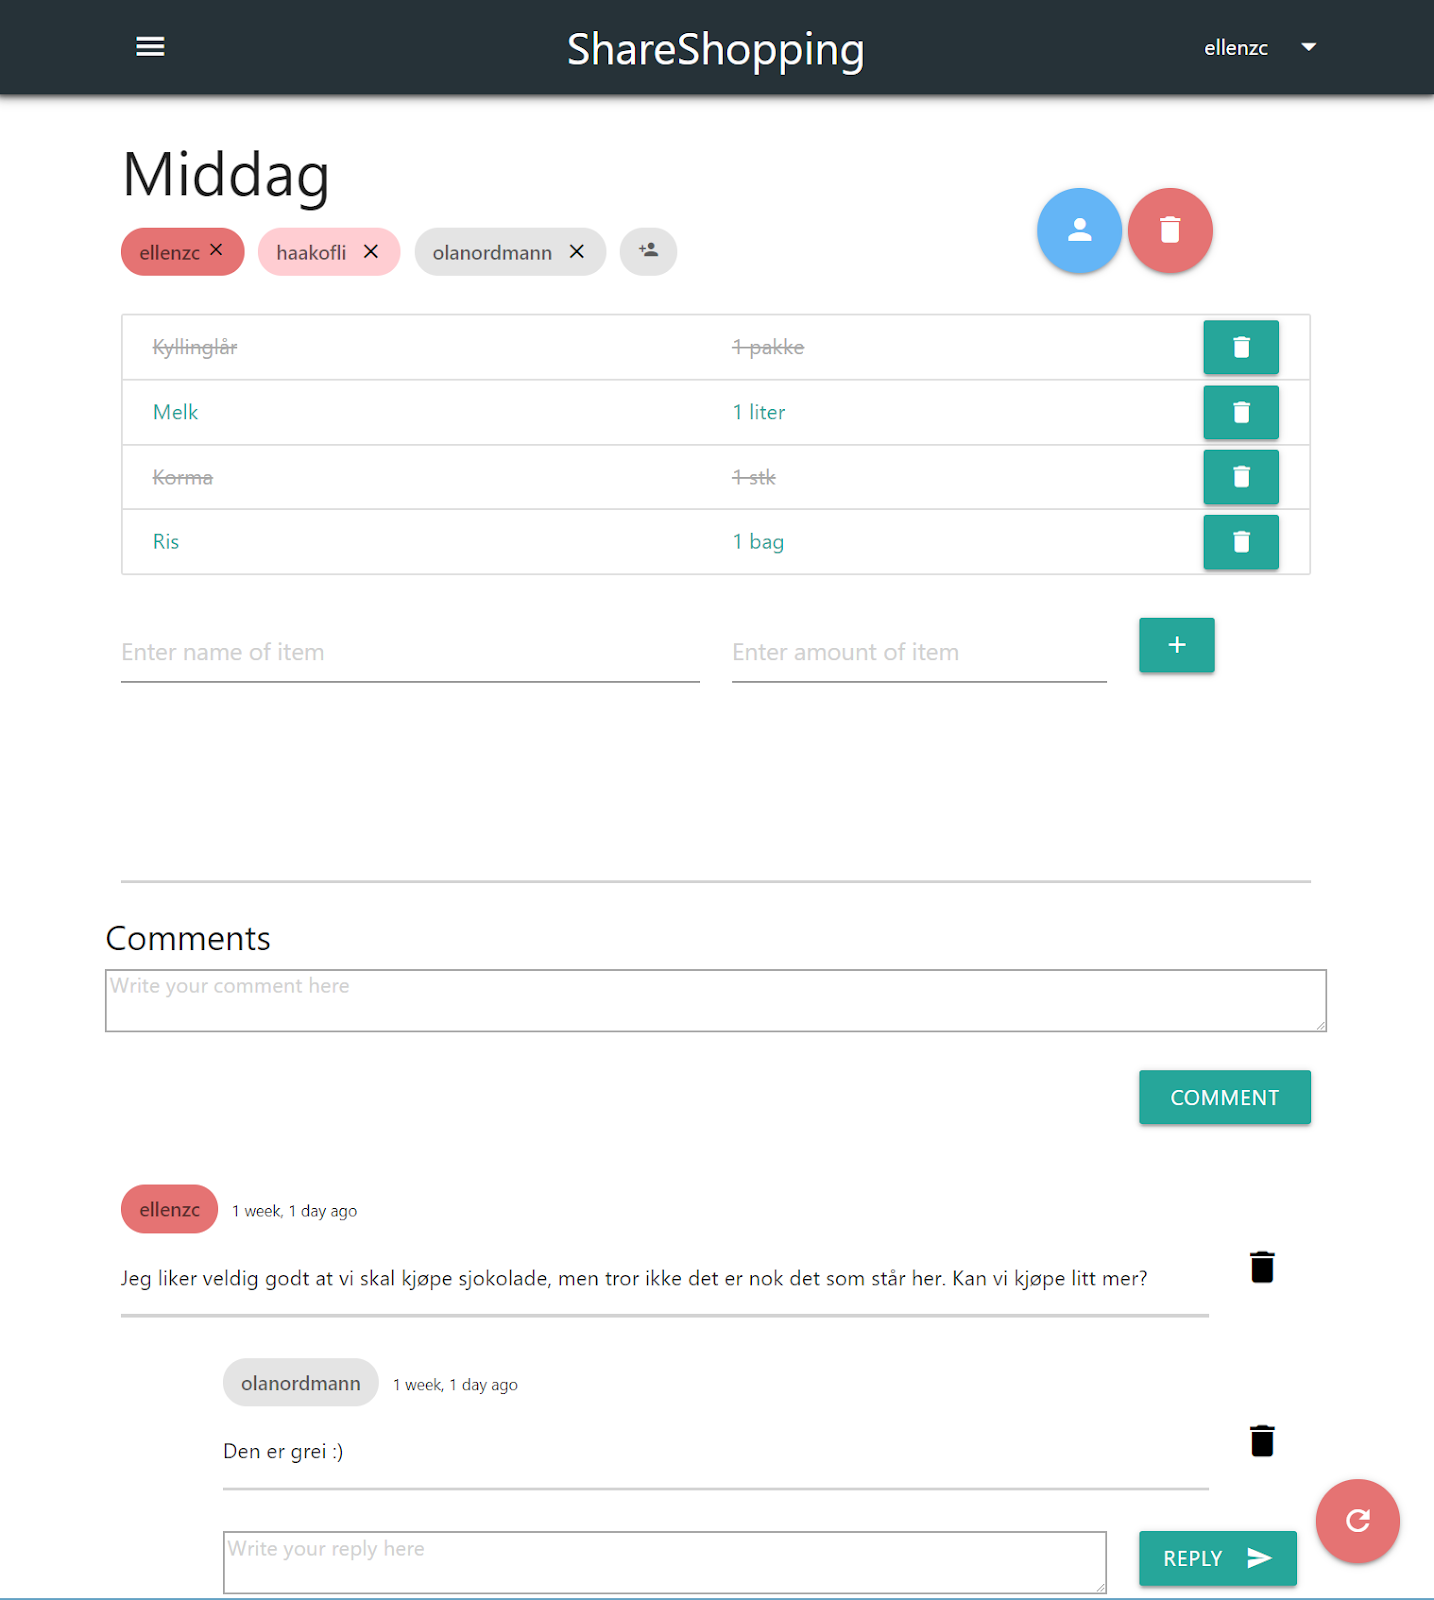 ShareShopping
ellenzc
Middag
ellenzc
haakofli
olanordmann
Kyllinglår 1 pakke
Melk 1 liter
Korma 1 stk
Ris 1 bag
Enter name of item Enter amount of item
Comments
Write your comment here
COMMENT
ellenzc 1 week, 1 day ago
Jeg liker veldig godt at vi skal kjøpe sjokolade, men tror ikke det er nok det som står her. Kan vi kjøpe litt mer?
olanordmann 1 week, 1 day ago
Den er grei :)
Write your reply here
REPLY